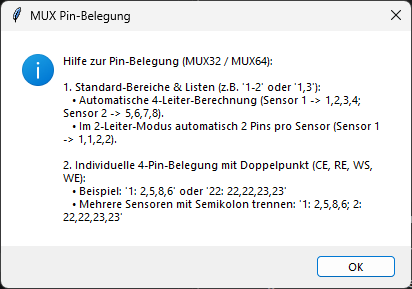 MUX Pin-Belegung
Hilfe zur Pin-Belegung (MUX32 / MUX64):
1. Standard-Bereiche & Listen (z.B. '1-2' oder '1,3'):
• Automatische 4-Leiter-Berechnung (Sensor 1 -> 1,2,3,4;
Sensor 2 -> 5,6,7,8).
• Im 2-Leiter-Modus automatisch 2 Pins pro Sensor (Sensor 1
-> 1,1,2,2).
2. Individuelle 4-Pin-Belegung mit Doppelpunkt (CE, RE, WS,
WE):
• Beispiel: '1: 2,5,8,6' oder '22: 22,22,23,23'
• Mehrere Sensoren mit Semikolon trennen: '1: 2,5,8,6; 2:
22,22,23,23'
OK